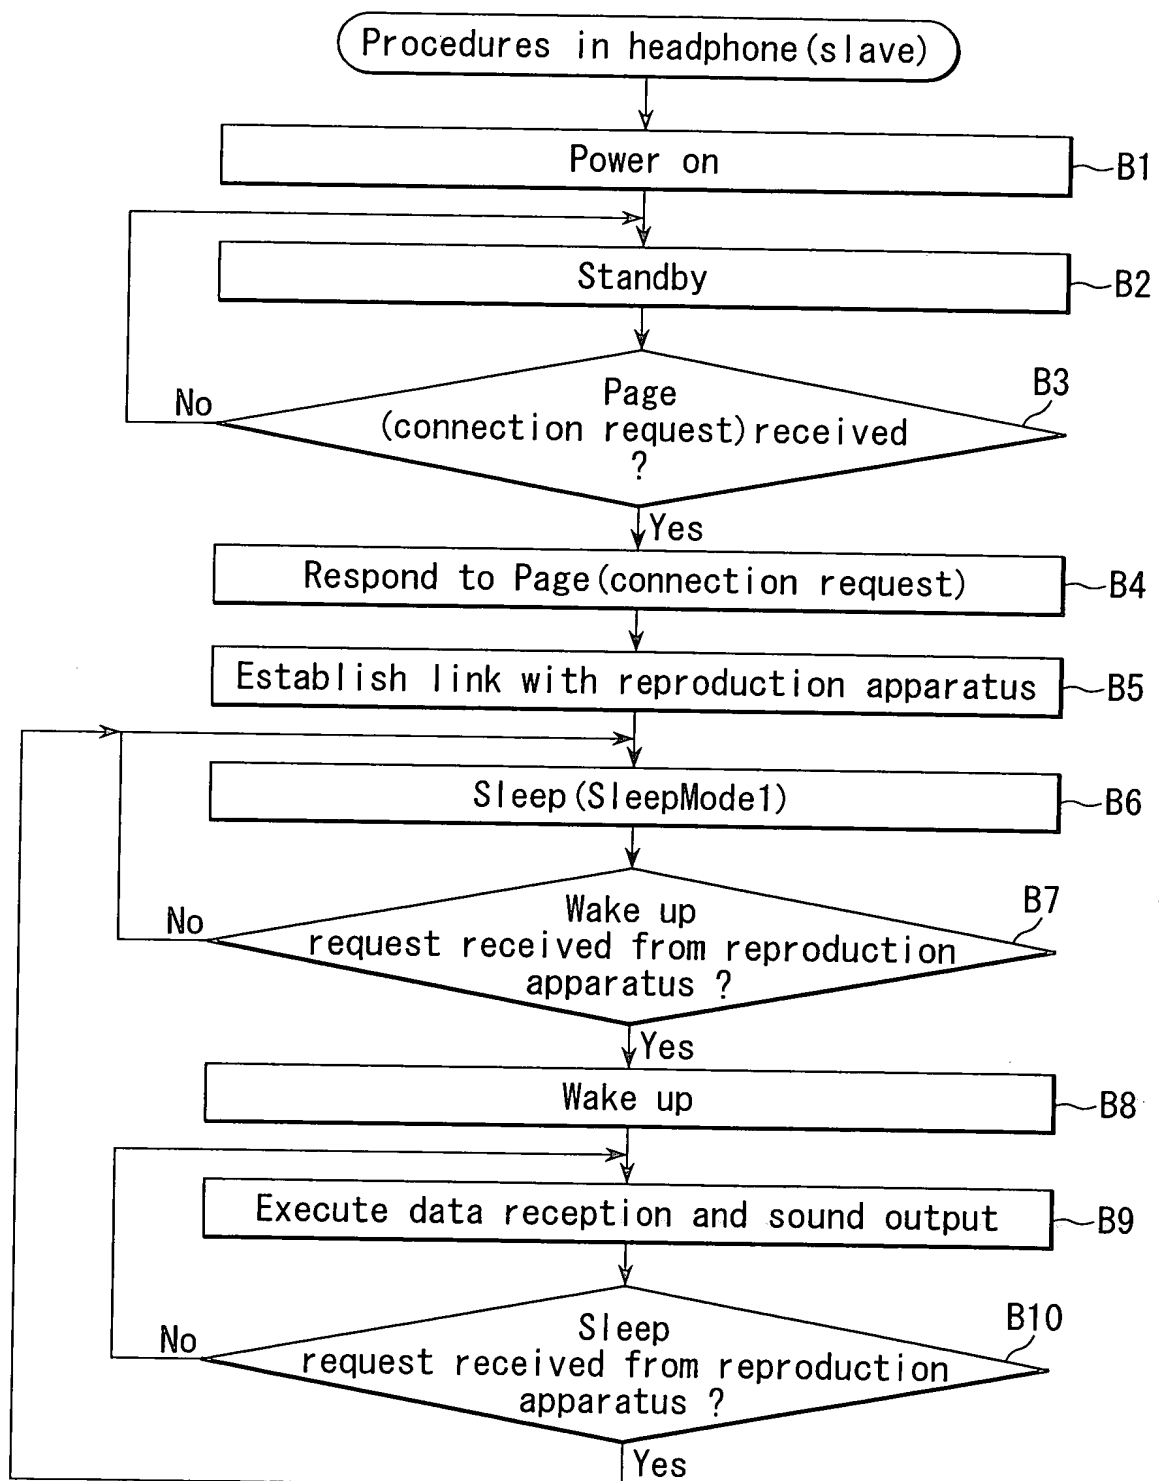 Procedures in headphone(slave)
Power on
B1
Standby
B2
Page
(connection request)received
?
B3
No
Yes
Respond to Page(connection request)
B4
Establish link with reproduction apparatus
B5
Sleep(SleepMode1)
B6
Wake up
request received from reproduction
apparatus ?
B7
No
Yes
Wake up
B8
Execute data reception and sound output
B9
Sleep
request received from reproduction
apparatus ?
B10
No
Yes